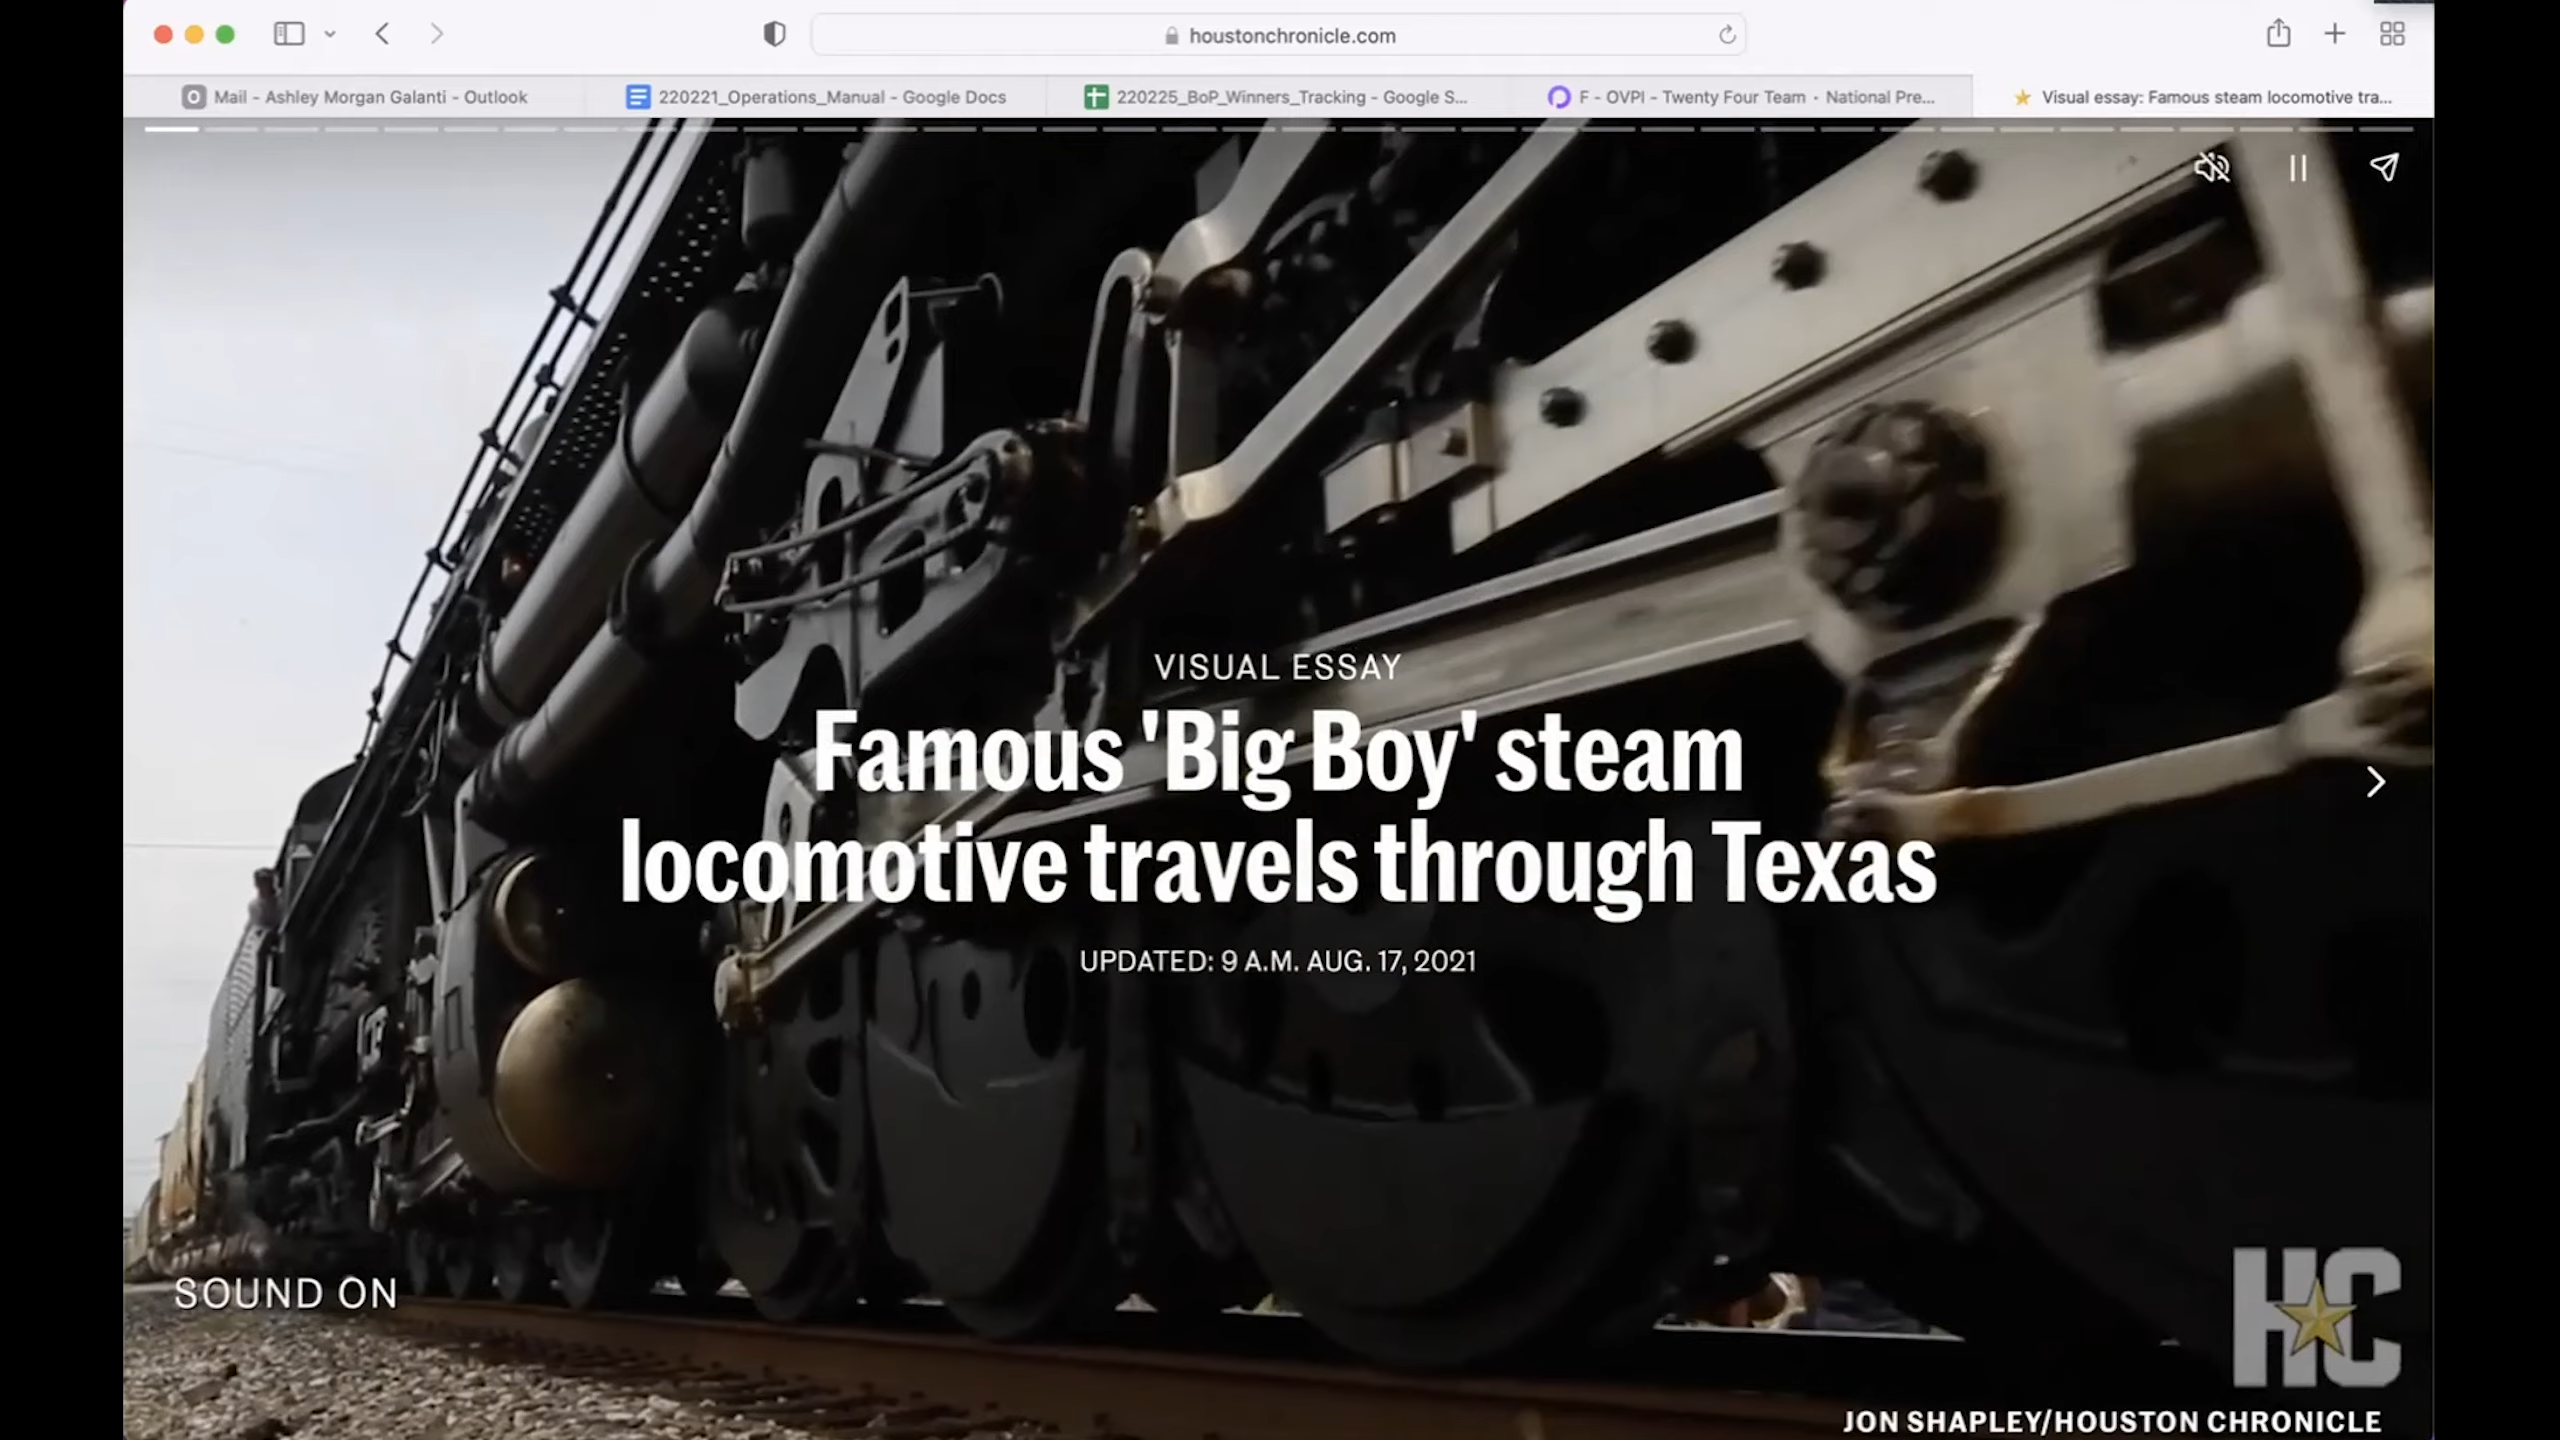 houstonchronicle.com
Mail - Ashley Morgan Galanti - Outlook
220221_Operations_Manual - Google Docs
220225_BoP_Winners_Tracking - Google S...
F - OVPI - Twenty Four Team · National Pre...
Visual essay: Famous steam locomotive tra...
VISUAL ESSAY
Famous 'Big Boy' steam
locomotive travels through Texas
UPDATED: 9 A.M. AUG. 17, 2021
SOUND ON
HC
JON SHAPLEY/HOUSTON CHRONICLE